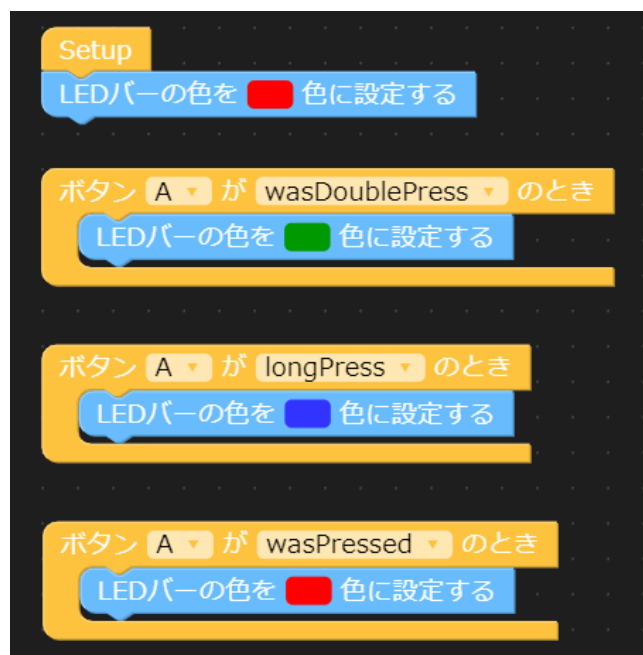 Setup
LEDバーの色を 色に設定する
ボタン A が wasDoublePress のとき
LEDバーの色を 色に設定する
ボタン A が longPress のとき
LEDバーの色を 色に設定する
ボタン A が wasPressed のとき
LEDバーの色を 色に設定する